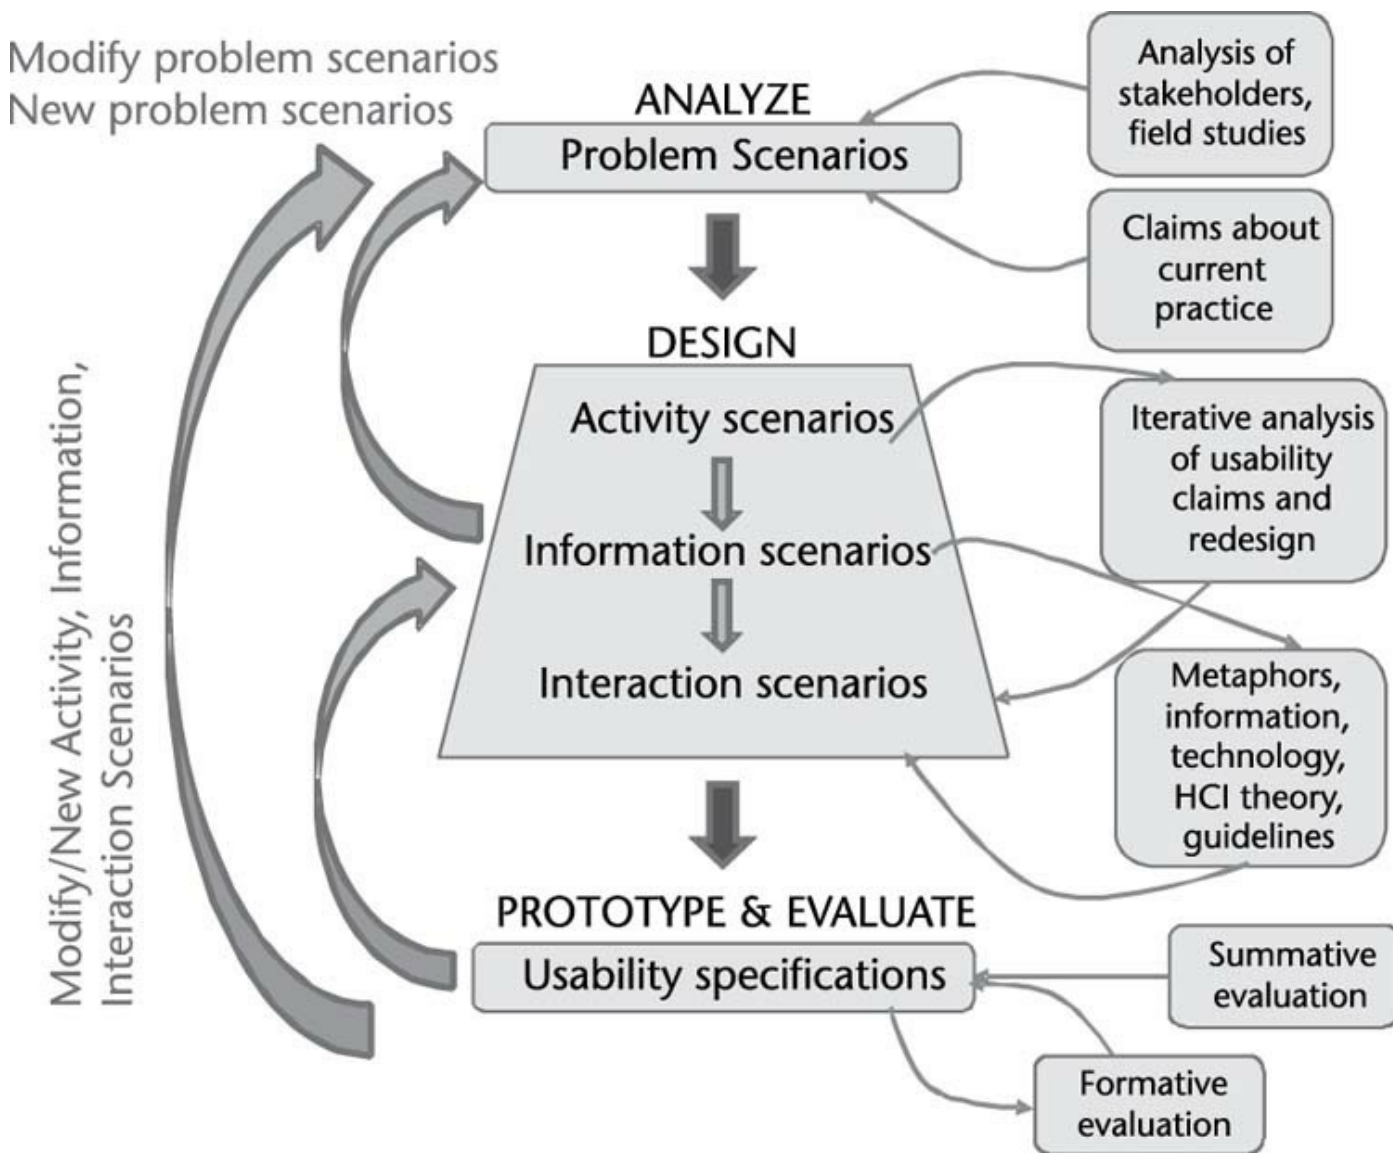 Modify problem scenarios
New problem scenarios
ANALYZE
Problem Scenarios
Analysis of
stakeholders,
field studies
Claims about
current
practice
DESIGN
Activity scenarios
Information scenarios
Interaction scenarios
Iterative analysis
of usability
claims and
redesign
Metaphors,
information,
technology,
HCI theory,
guidelines
Modify/New Activity, Information,
Interaction Scenarios
PROTOTYPE & EVALUATE
Usability specifications
Summative
evaluation
Formative
evaluation